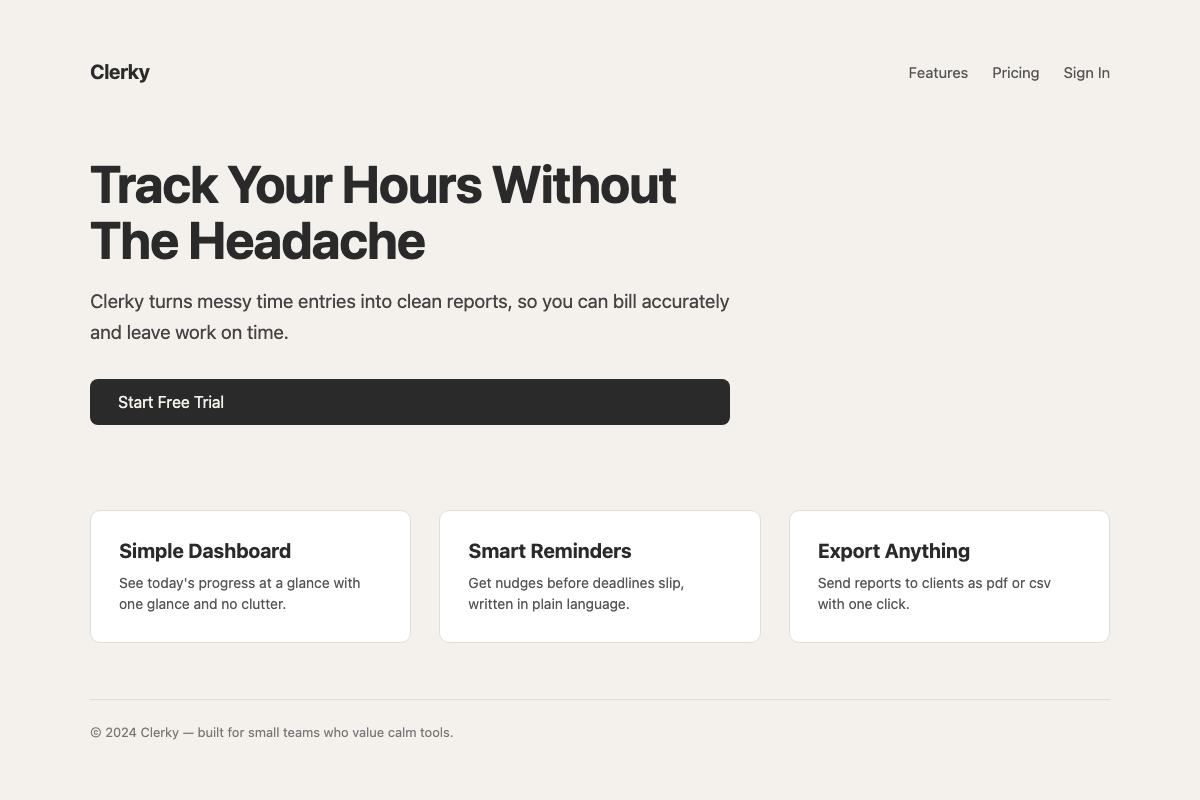 Clerky
Features Pricing Sign In
Track Your Hours Without
The Headache
Clerky turns messy time entries into clean reports, so you can bill accurately
and leave work on time.
Start Free Trial
Simple Dashboard
See today's progress at a glance with
one glance and no clutter.
Smart Reminders
Get nudges before deadlines slip,
written in plain language.
Export Anything
Send reports to clients as pdf or csv
with one click.
© 2024 Clerky — built for small teams who value calm tools.